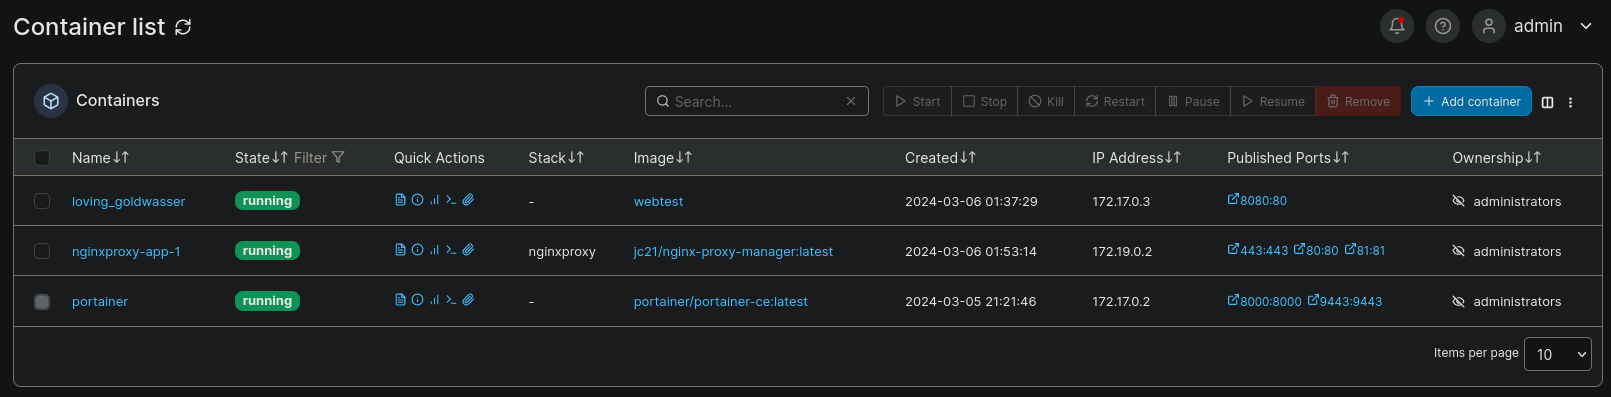 Container list
admin
Containers
Search...
Start Stop Kill Restart Pause Resume Remove
Add container
Name State Filter Quick Actions Stack Image Created IP Address Published Ports Ownership
loving_goldwasser running - webtest 2024-03-06 01:37:29 172.17.0.3 8080:80 administrators
nginxproxy-app-1 running nginxproxy jc21/nginx-proxy-manager:latest 2024-03-06 01:53:14 172.19.0.2 443:443 80:80 81:81 administrators
portainer running - portainer/portainer-ce:latest 2024-03-05 21:21:46 172.17.0.2 8000:8000 9443:9443 administrators
Items per page 10